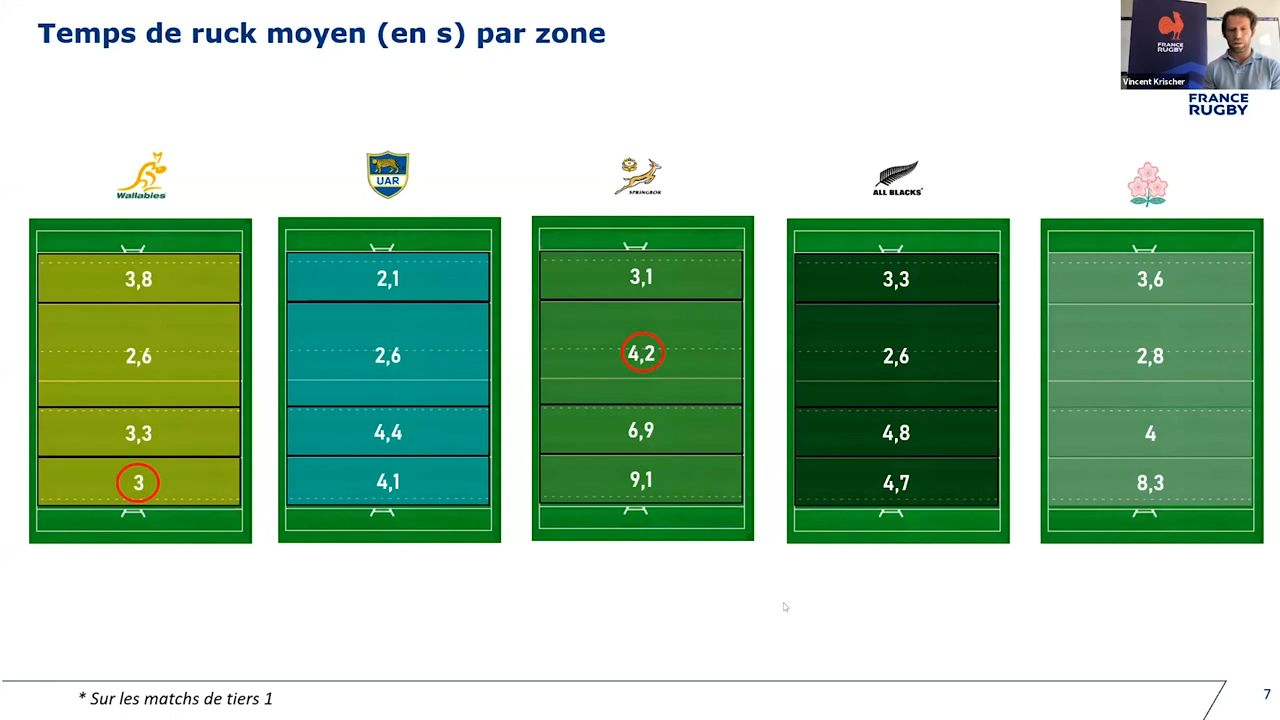 Temps de ruck moyen (en s) par zone
FRANCE
RUGBY
Vincent Krischer
FRANCE
RUGBY
Wallabies
UAR
SPRINGBOK
ALL BLACKS
3,8
2,1
3,1
3,3
3,6
2,6
2,6
4,2
2,6
2,8
3,3
4,4
6,9
4,8
4
3
4,1
9,1
4,7
8,3
* Sur les matchs de tiers 1
7